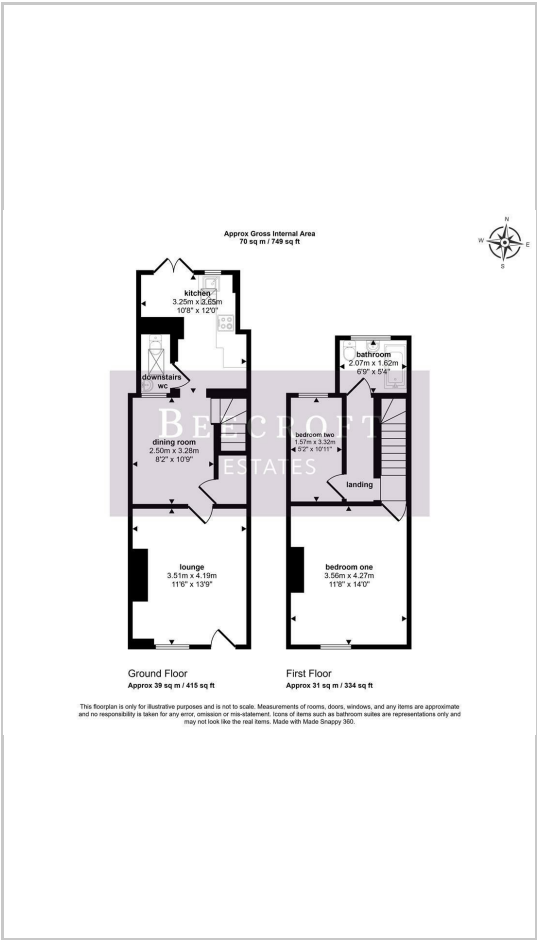 Approx Gross Internal Area
70 sq m / 749 sq ft
N
W
E
S
kitchen
3.25m x 3.65m
10'8" x 12'0"
downstairs
wc
bathroom
2.07m x 1.62m
6'9" x 5'4"
BEECROFT
ESTATES
dining room
2.50m x 3.28m
8'2" x 10'9"
bedroom two
1.57m x 3.32m
5'2" x 10'11"
landing
lounge
3.51m x 4.19m
11'6" x 13'9"
bedroom one
3.56m x 4.27m
11'8" x 14'0"
Ground Floor
Approx 39 sq m / 415 sq ft
First Floor
Approx 31 sq m / 334 sq ft
This floorplan is only for illustrative purposes and is not to scale. Measurements of rooms, doors, windows, and any items are approximate
and no responsibility is taken for any error, omission or mis-statement. Icons of items such as bathroom suites are representations only and
may not look like the real items. Made with Made Snappy 360.